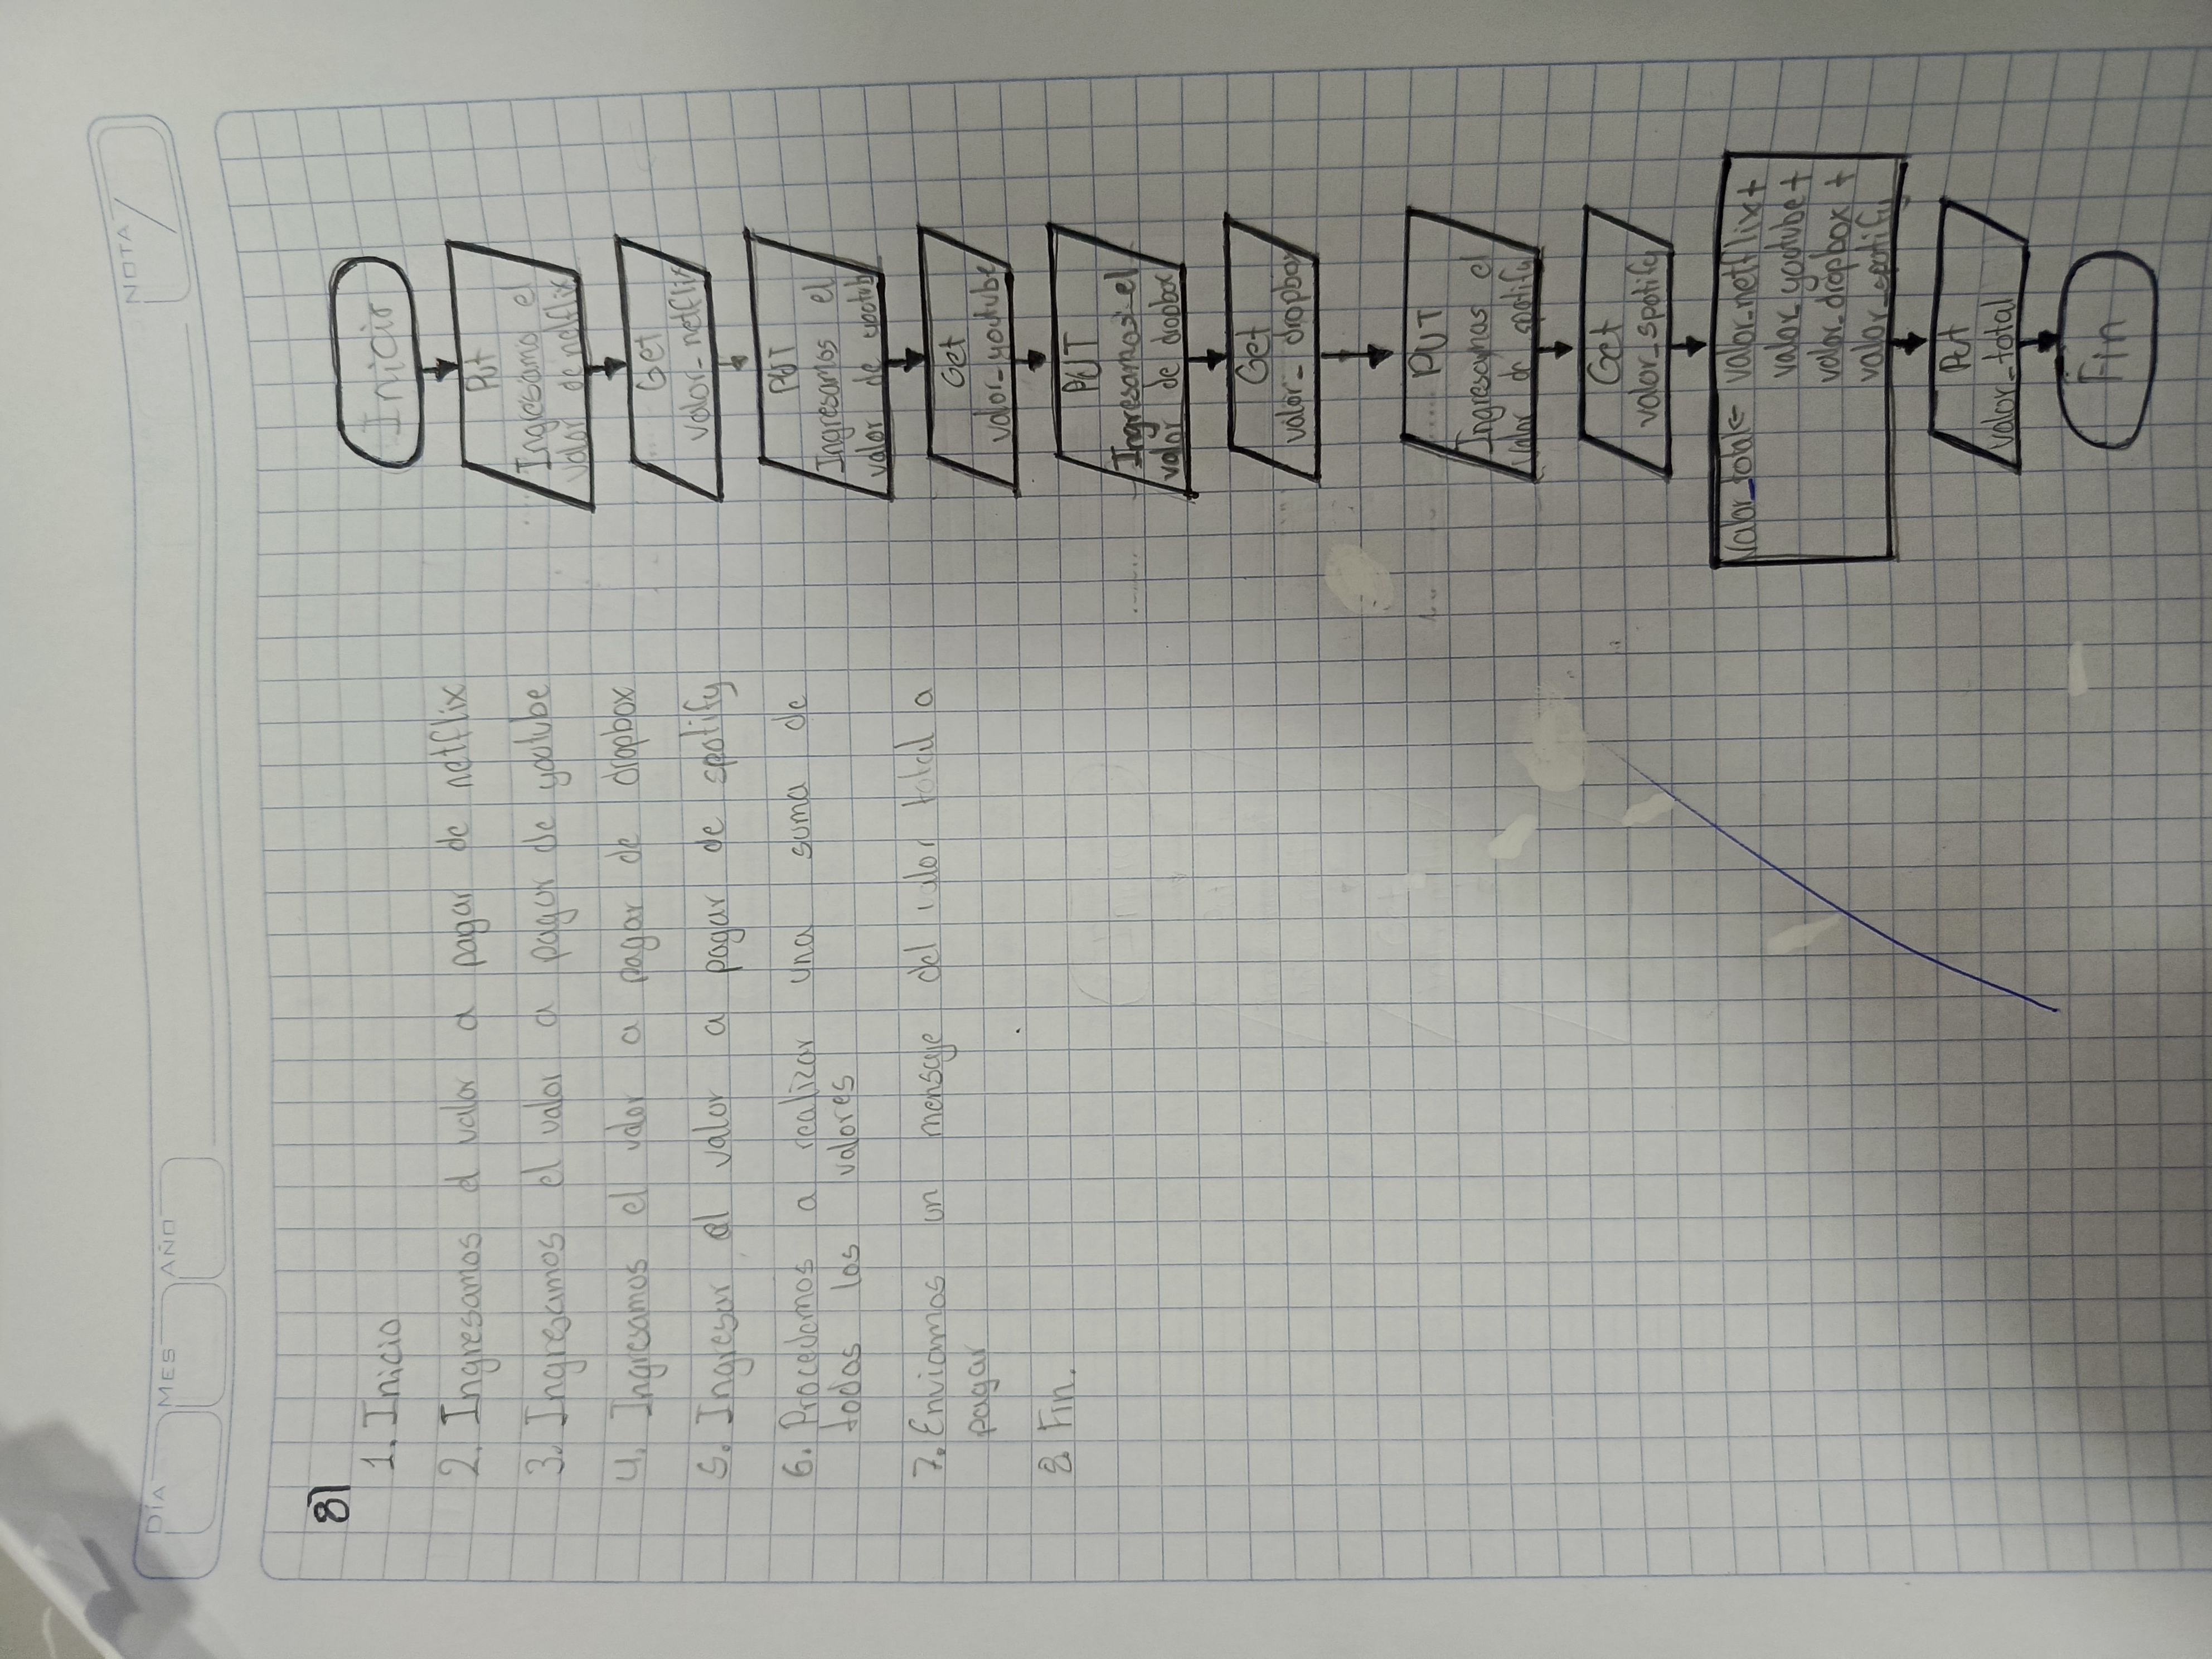 DÍA MES AÑO
NOTA
8)
1. Inicio
2. Ingresamos el valor a pagar de netflix
3. Ingresamos el valor a pagar de youtube
4. Ingresamos el valor a pagar de dropbox
5. Ingresar el valor a pagar de spotify
6. Procedemos a realizar una suma de
todos los valores
7. Enviamos un mensaje del valor total a
pagar
8. Fin.
Inicio
Put
Ingresamo el
valor de netflix
Get
valor_netflix
PUT
Ingresamos el
valor de youtube
Get
valor_youtube
PUT
Ingresamos el
valor de dropbox
Get
valor_dropbox
PUT
Ingresamos el
valor de spotify
Get
valor_spotify
valor_total= valor_netflix+
valor_youtube+
valor_dropbox+
valor_spotify
Put
valor_total
Fin